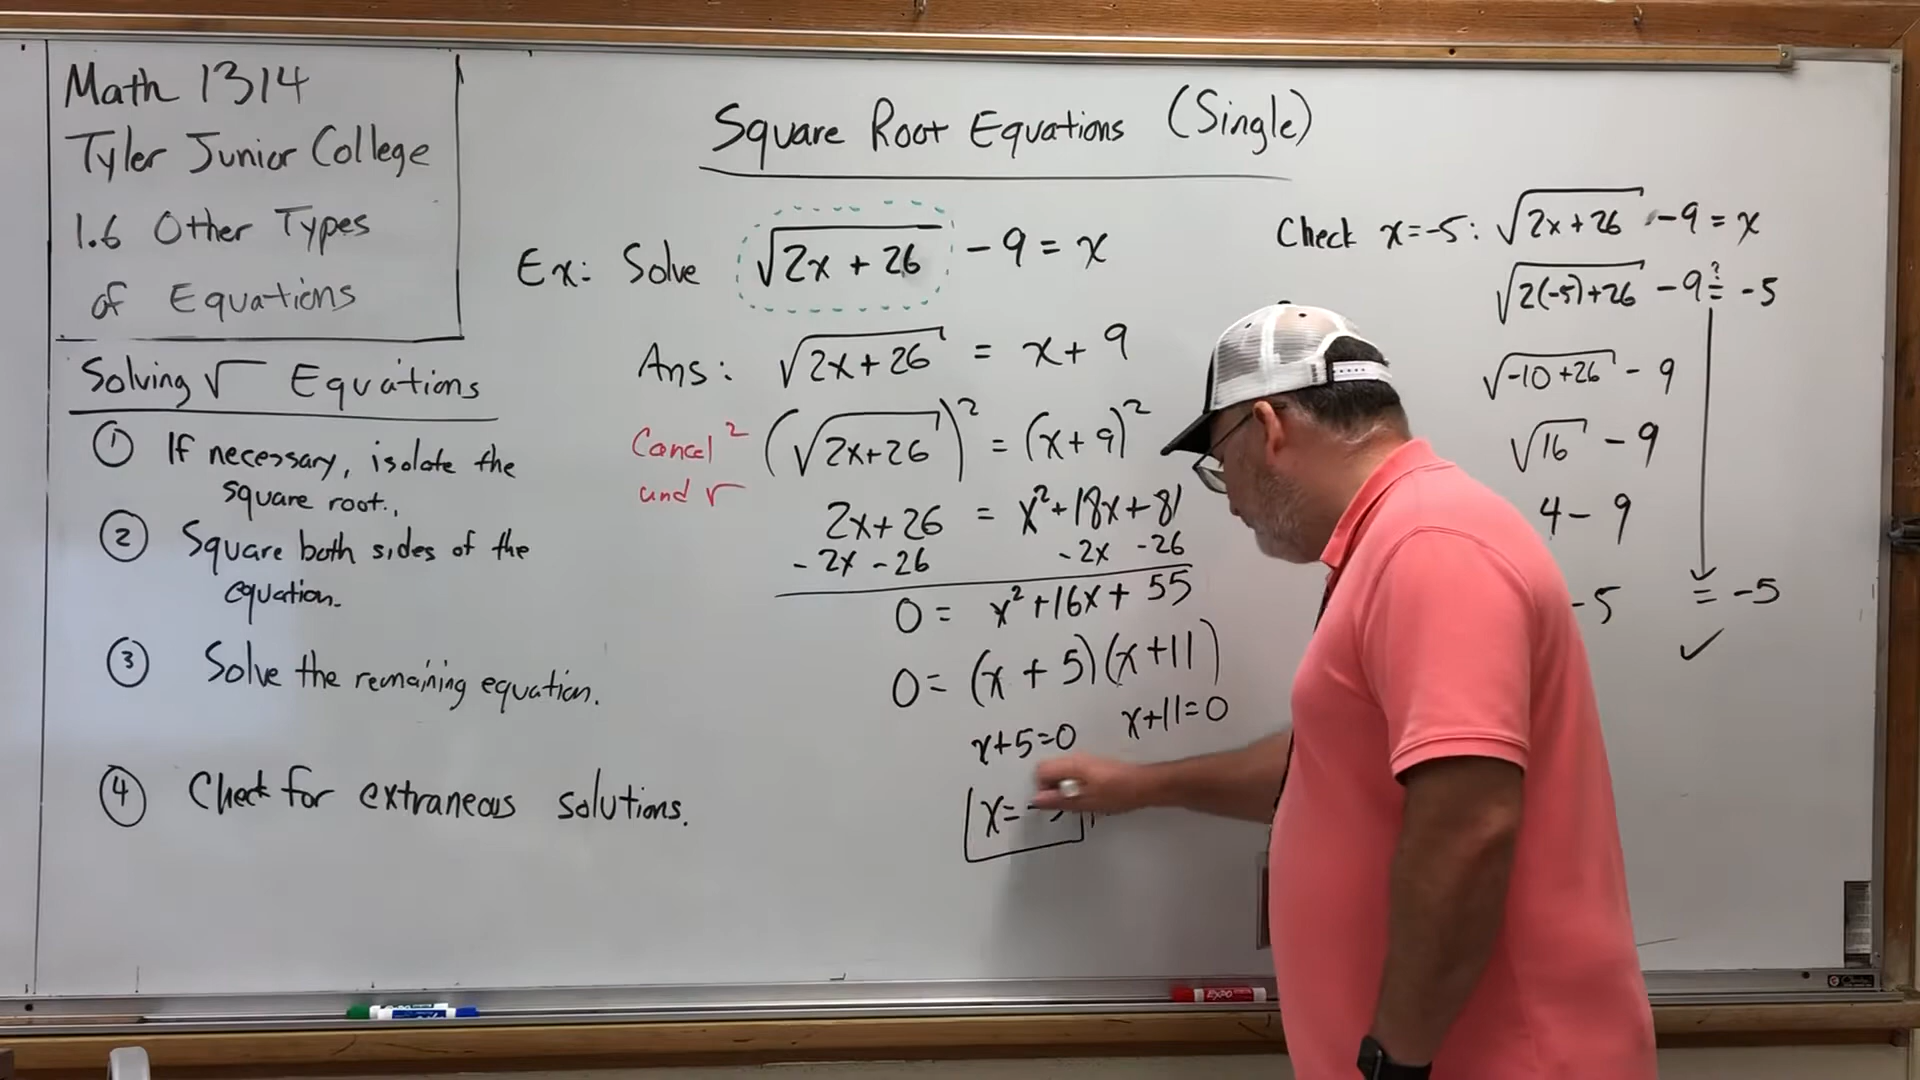 Math 1314
Tyler Junior College
1.6 Other Types
of Equations
Solving √ Equations
① If necessary, isolate the
square root.
② Square both sides of the
equation.
③ Solve the remaining equation.
④ Check for extraneous solutions.
Square Root Equations (Single)
Ex: Solve √(2x + 26) - 9 = x
Ans: √(2x + 26) = x + 9
Cancel ²
and √
(√(2x+26))² = (x + 9)²
2x+26 = x²+18x+81
- 2x - 26 - 2x - 26
0 = x²+16x+ 55
0 = (x + 5)(x+11)
x+5=0 x+11=0
x=
Check x=-5: √(2x+26) - 9 = x
√(2(-5)+26) - 9 ≟ -5
√(-10+26) - 9
√16 - 9
4 - 9
-5 = -5
✓
EXPO